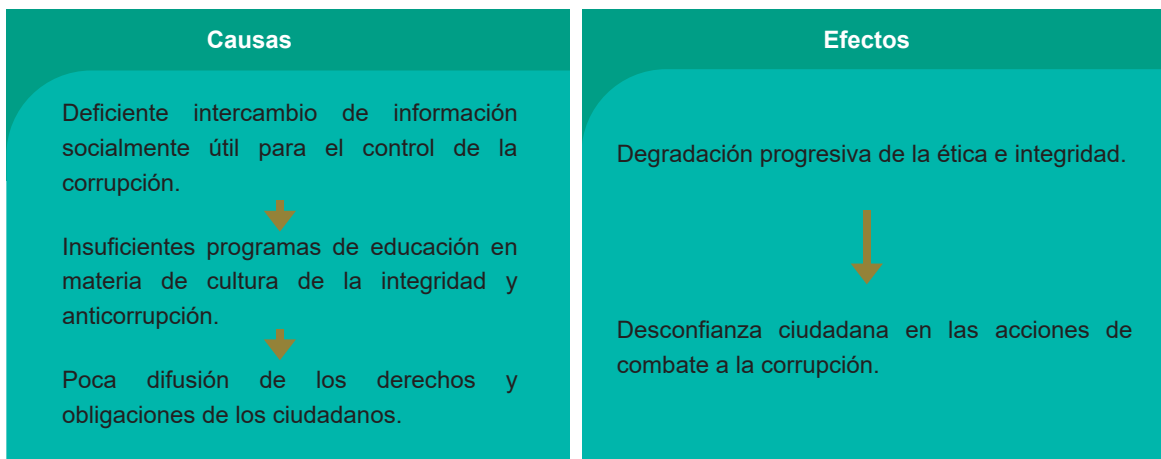 Causas
Deficiente intercambio de información
socialmente útil para el control de la
corrupción.
Insuficientes programas de educación en
materia de cultura de la integridad y
anticorrupción.
Poca difusión de los derechos y
obligaciones de los ciudadanos.
Efectos
Degradación progresiva de la ética e integridad.
Desconfianza ciudadana en las acciones de
combate a la corrupción.